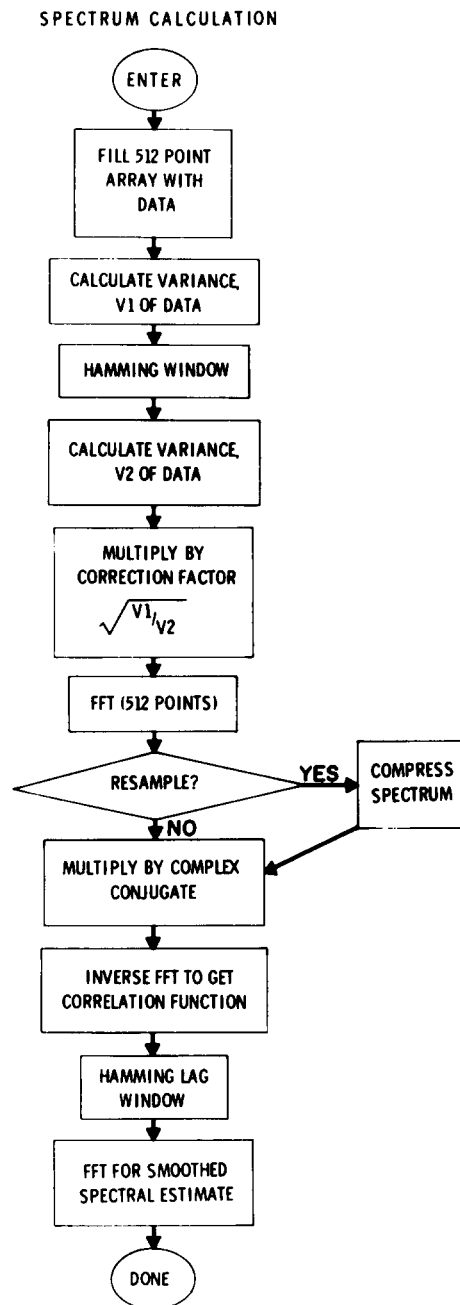 SPECTRUM CALCULATION
ENTER
FILL 512 POINT
ARRAY WITH
DATA
CALCULATE VARIANCE,
V1 OF DATA
HAMMING WINDOW
CALCULATE VARIANCE,
V2 OF DATA
MULTIPLY BY
CORRECTION FACTOR
√V1/V2
FFT (512 POINTS)
RESAMPLE?
YES
COMPRESS
SPECTRUM
NO
MULTIPLY BY COMPLEX
CONJUGATE
INVERSE FFT TO GET
CORRELATION FUNCTION
HAMMING LAG
WINDOW
FFT FOR SMOOTHED
SPECTRAL ESTIMATE
DONE